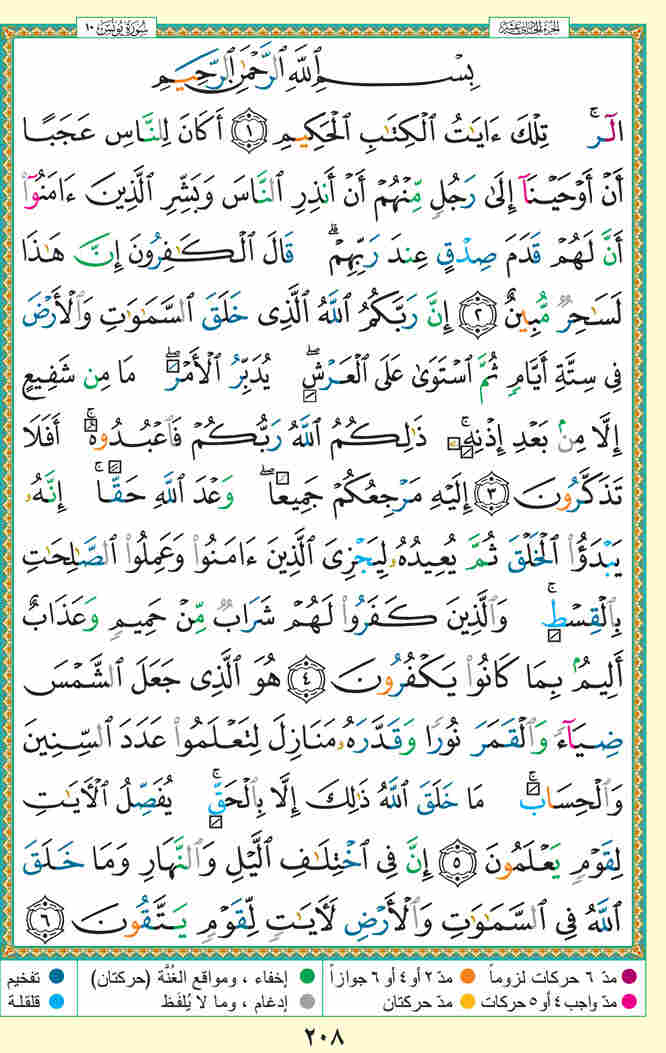 الجزء الحادي عشر
سورة يونس ١٠
بِسْمِ ٱللَّهِ ٱلرَّحْمَٰنِ ٱلرَّحِيمِ
الٓر ۚ تِلْكَ ءَايَٰتُ ٱلْكِتَٰبِ ٱلْحَكِيمِ ١ أَكَانَ لِلنَّاسِ عَجَبًا
أَنْ أَوْحَيْنَآ إِلَىٰ رَجُلٍ مِّنْهُمْ أَنْ أَنذِرِ ٱلنَّاسَ وَبَشِّرِ ٱلَّذِينَ ءَامَنُوٓا۟
أَنَّ لَهُمْ قَدَمَ صِدْقٍ عِندَ رَبِّهِمْ ۗ قَالَ ٱلْكَٰفِرُونَ إِنَّ هَٰذَا
لَسَٰحِرٌ مُّبِينٌ ٢ إِنَّ رَبَّكُمُ ٱللَّهُ ٱلَّذِى خَلَقَ ٱلسَّمَٰوَٰتِ وَٱلْأَرْضَ
فِى سِتَّةِ أَيَّامٍ ثُمَّ ٱسْتَوَىٰ عَلَى ٱلْعَرْشِ ۖ يُدَبِّرُ ٱلْأَمْرَ ۖ مَا مِن شَفِيعٍ
إِلَّا مِنۢ بَعْدِ إِذْنِهِۦ ۚ ذَٰلِكُمُ ٱللَّهُ رَبُّكُمْ فَٱعْبُدُوهُ ۚ أَفَلَا
تَذَكَّرُونَ ٣ إِلَيْهِ مَرْجِعُكُمْ جَمِيعًا ۖ وَعْدَ ٱللَّهِ حَقًّا ۚ إِنَّهُۥ
يَبْدَؤُا۟ ٱلْخَلْقَ ثُمَّ يُعِيدُهُۥ لِيَجْزِىَ ٱلَّذِينَ ءَامَنُوا۟ وَعَمِلُوا۟ ٱلصَّٰلِحَٰتِ
بِٱلْقِسْطِ ۚ وَٱلَّذِينَ كَفَرُوا۟ لَهُمْ شَرَابٌ مِّنْ حَمِيمٍ وَعَذَابٌ
أَلِيمٌۢ بِمَا كَانُوا۟ يَكْفُرُونَ ٤ هُوَ ٱلَّذِى جَعَلَ ٱلشَّمْسَ
ضِيَآءً وَٱلْقَمَرَ نُورًا وَقَدَّرَهُۥ مَنَازِلَ لِتَعْلَمُوا۟ عَدَدَ ٱلسِّنِينَ
وَٱلْحِسَابَ ۚ مَا خَلَقَ ٱللَّهُ ذَٰلِكَ إِلَّا بِٱلْحَقِّ ۚ يُفَصِّلُ ٱلْءَايَٰتِ
لِقَوْمٍ يَعْلَمُونَ ٥ إِنَّ فِى ٱخْتِلَٰفِ ٱلَّيْلِ وَٱلنَّهَارِ وَمَا خَلَقَ
ٱللَّهُ فِى ٱلسَّمَٰوَٰتِ وَٱلْأَرْضِ لَءَايَٰتٍ لِّقَوْمٍ يَتَّقُونَ ٦
مدّ ٦ حركات لزوماً مدّ ٢ أو ٤ أو ٦ جوازاً إخفاء ، ومواقع الغُنَّة (حركتان) تفخيم
مدّ واجب ٤ أو ٥ حركات مدّ حركتان إدغام ، وما لا يُلفَظ قلقلة
٢٠٨